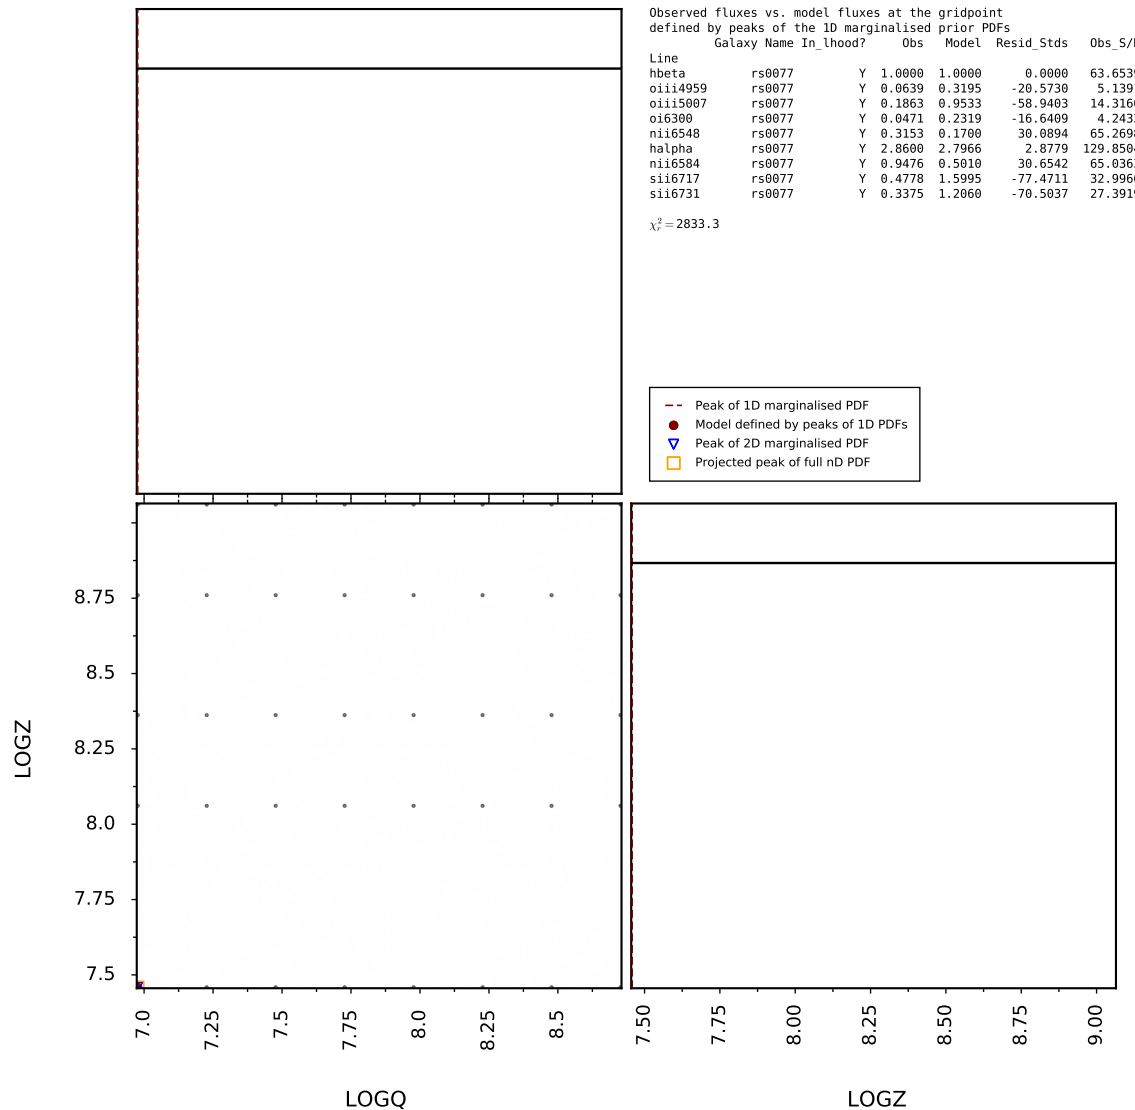 Observed fluxes vs. model fluxes at the gridpoint
defined by peaks of the 1D marginalised prior PDFs
Galaxy Name In_lhood? Obs Model Resid_Stds Obs_S/
Line
hbeta rs0077 Y 1.0000 1.0000 0.0000 63.653
oiii4959 rs0077 Y 0.0639 0.3195 -20.5730 5.139
oiii5007 rs0077 Y 0.1863 0.9533 -58.9403 14.316
oi6300 rs0077 Y 0.0471 0.2319 -16.6409 4.243
nii6548 rs0077 Y 0.3153 0.1700 30.0894 65.269
halpha rs0077 Y 2.8600 2.7966 2.8779 129.850
nii6584 rs0077 Y 0.9476 0.5010 30.6542 65.036
sii6717 rs0077 Y 0.4778 1.5995 -77.4711 32.996
sii6731 rs0077 Y 0.3375 1.2060 -70.5037 27.391
χ²ᵣ = 2833.3
Peak of 1D marginalised PDF
Model defined by peaks of 1D PDFs
Peak of 2D marginalised PDF
Projected peak of full nD PDF
8.75
8.5
8.25
8.0
7.75
7.5
LOGZ
7.0 7.25 7.5 7.75 8.0 8.25 8.5
LOGQ
7.50 7.75 8.00 8.25 8.50 8.75 9.00
LOGZ